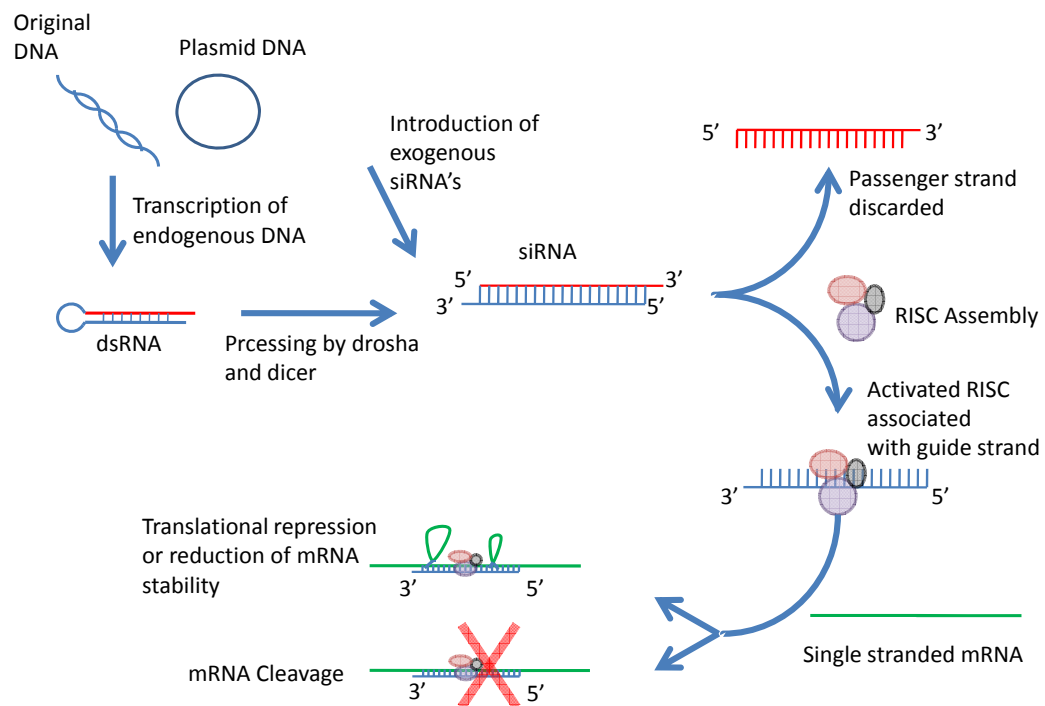 Original
DNA
Plasmid DNA
Introduction of
exogenous
siRNA's
5’ 3’
Passenger strand
discarded
Transcription of
endogenous DNA
siRNA
5’ 3’
3’ 5’
RISC Assembly
dsRNA
Prcessing by drosha
and dicer
Activated RISC
associated
with guide strand
3’ 5’
Translational repression
or reduction of mRNA
stability
3’ 5’
Single stranded mRNA
mRNA Cleavage
3’ 5’